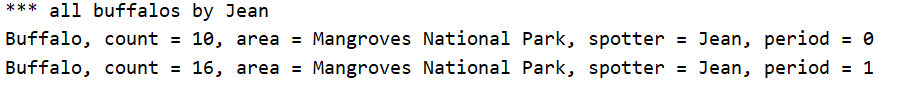 *** all buffalos by Jean
Buffalo, count = 10, area = Mangroves National Park, spotter = Jean, period = 0
Buffalo, count = 16, area = Mangroves National Park, spotter = Jean, period = 1